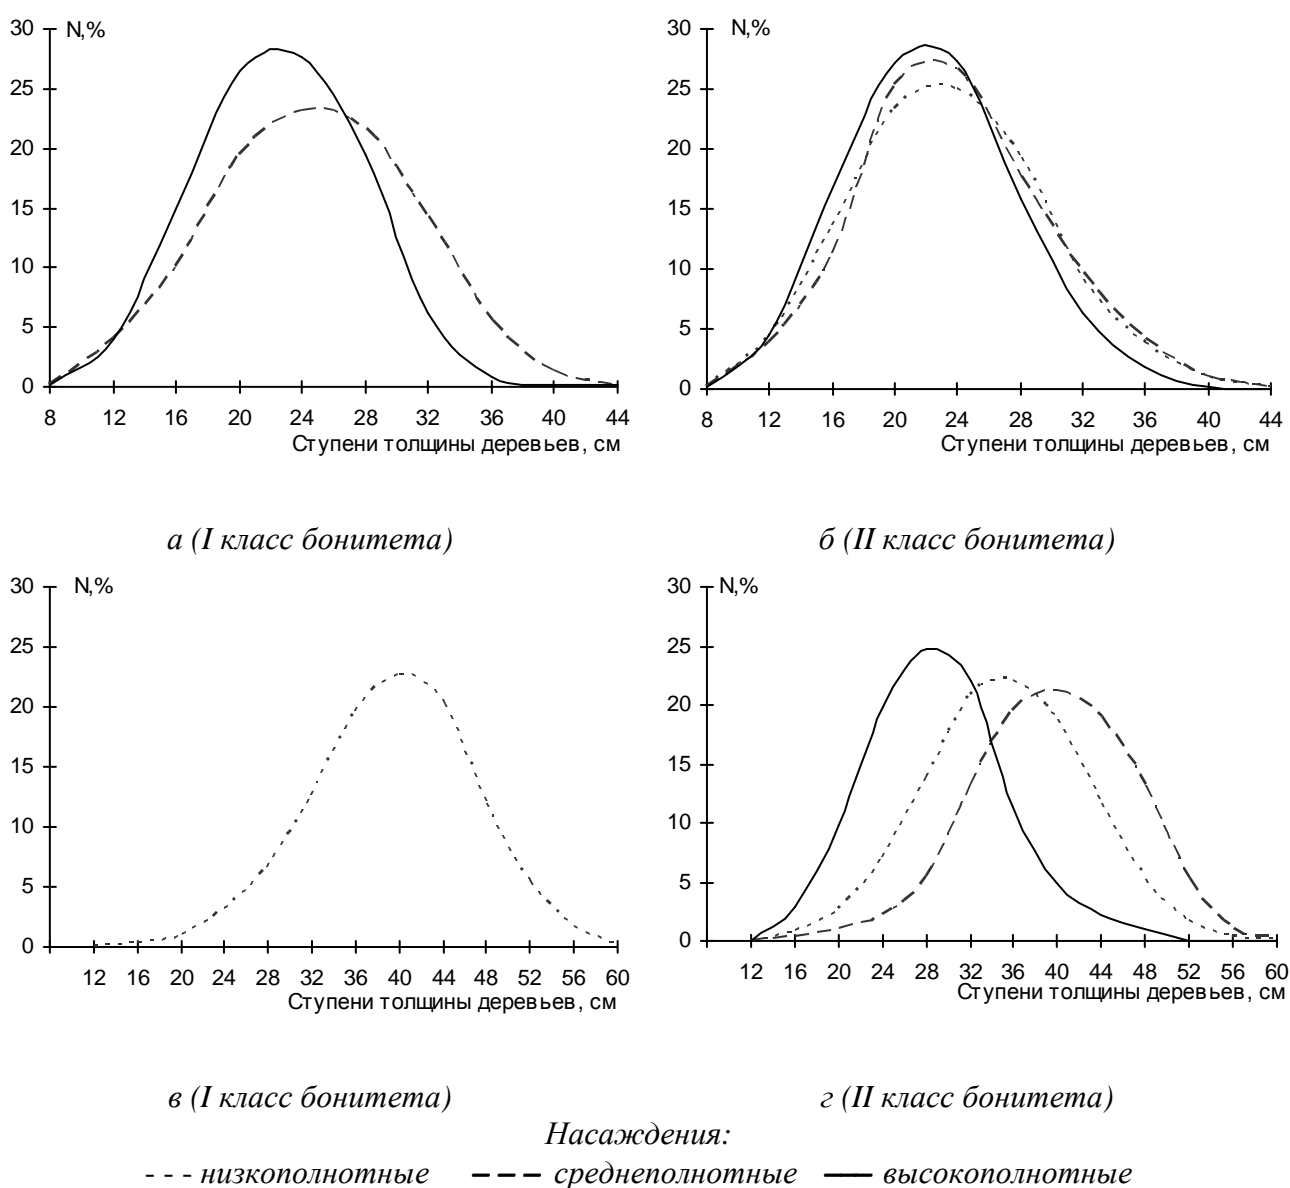 N,%
30
25
20
15
10
5
0
8 12 16 20 24 28 32 36 40 44
Ступени толщины деревьев, см
а (I класс бонитета)
N,%
30
25
20
15
10
5
0
8 12 16 20 24 28 32 36 40 44
Ступени толщины деревьев, см
б (II класс бонитета)
N,%
30
25
20
15
10
5
0
12 16 20 24 28 32 36 40 44 48 52 56 60
Ступени толщины деревьев, см
в (I класс бонитета)
N,%
30
25
20
15
10
5
0
12 16 20 24 28 32 36 40 44 48 52 56 60
Ступени толщины деревьев, см
г (II класс бонитета)
Насаждения:
низкополнотные среднеполнотные высокополнотные